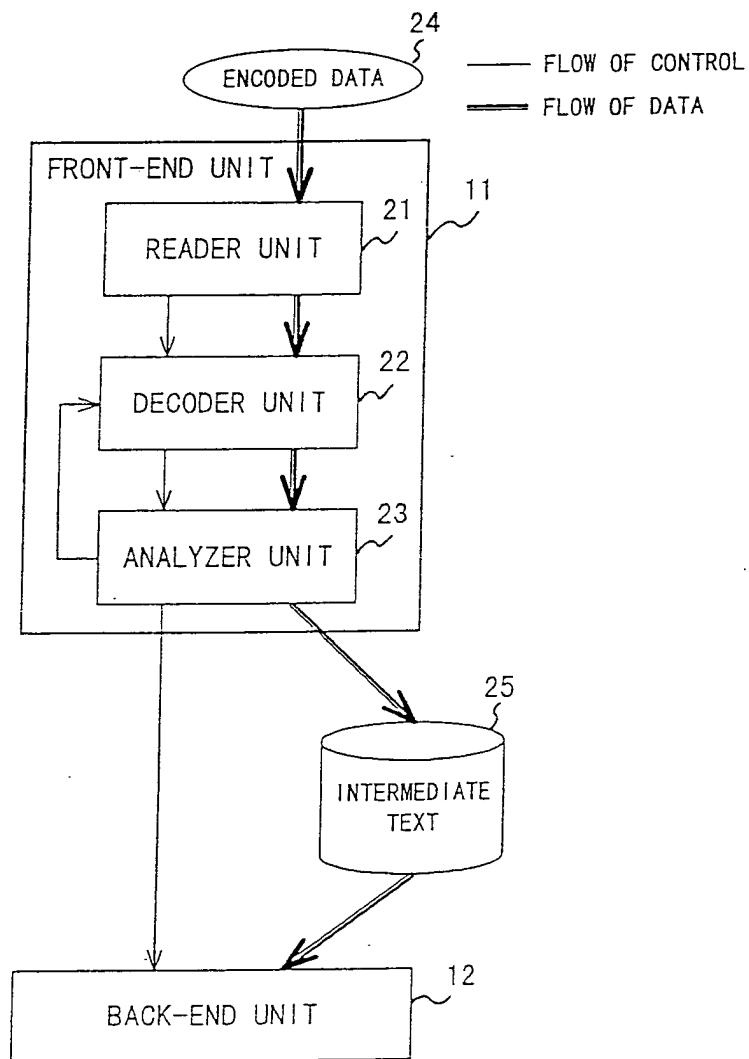 24
ENCODED DATA
FLOW OF CONTROL
FLOW OF DATA
FRONT-END UNIT
11
21
READER UNIT
22
DECODER UNIT
23
ANALYZER UNIT
25
INTERMEDIATE
TEXT
12
BACK-END UNIT